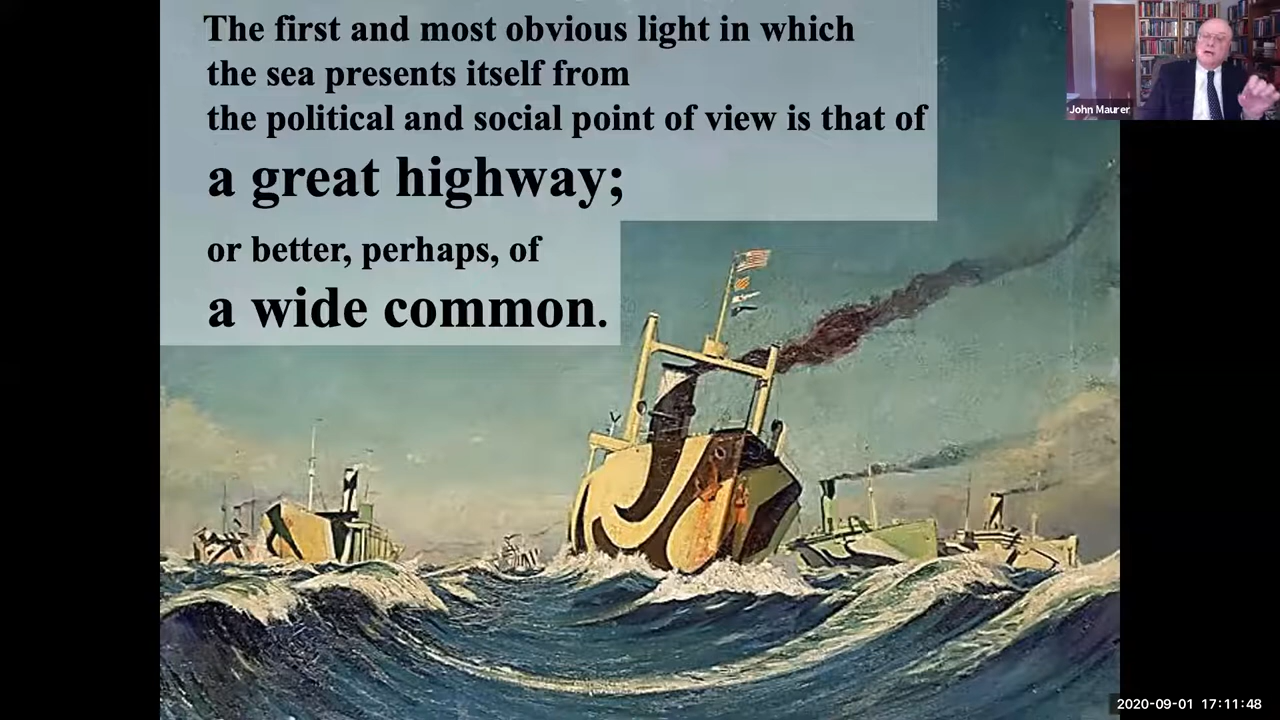 The first and most obvious light in which
the sea presents itself from
the political and social point of view is that of
a great highway;
or better, perhaps, of
a wide common.
John Maurer
2020-09-01 17:11:48